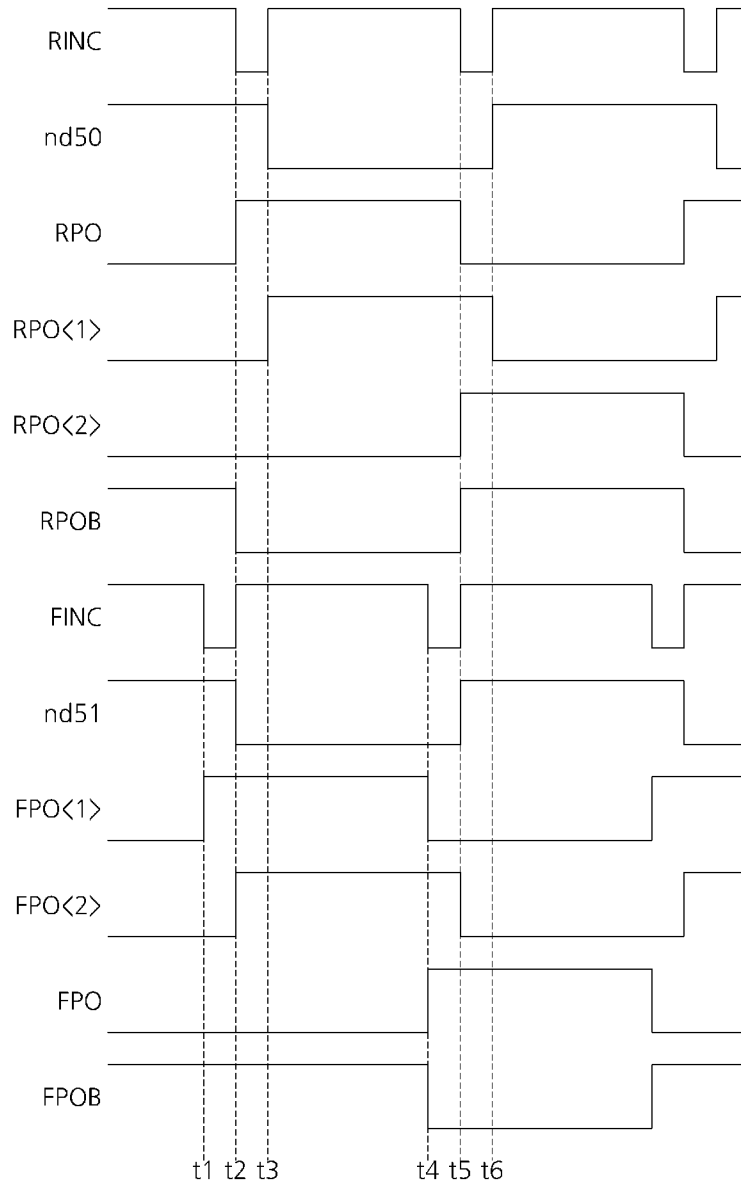 RINC
nd50
RPO
RPO<1>
RPO<2>
RPOB
FINC
nd51
FPO<1>
FPO<2>
FPO
FPOB
t1 t2 t3 t4 t5 t6